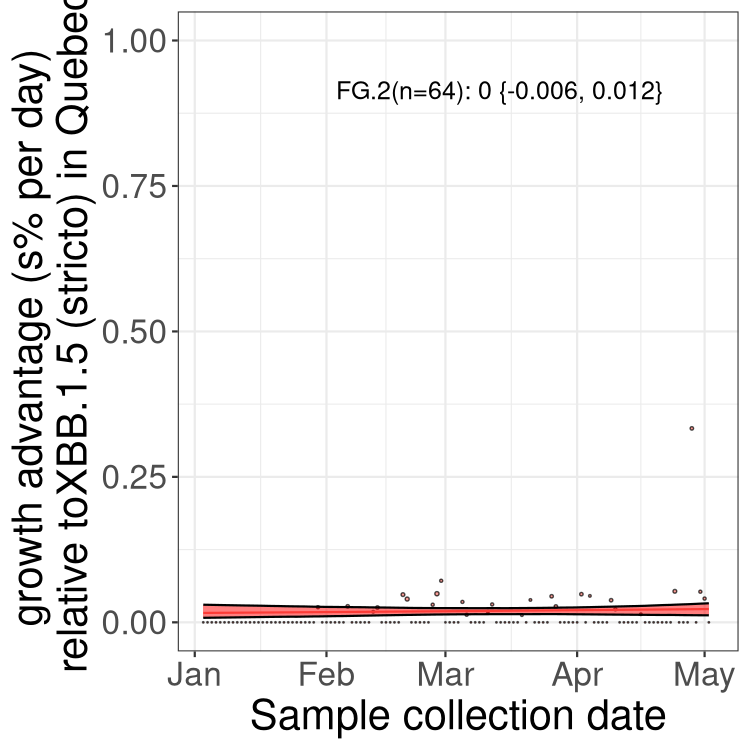 growth advantage (s% per day)
relative toXBB.1.5 (stricto) in Quebec
1.00
0.75
0.50
0.25
0.00
FG.2(n=64): 0 {-0.006, 0.012}
Jan Feb Mar Apr May
Sample collection date